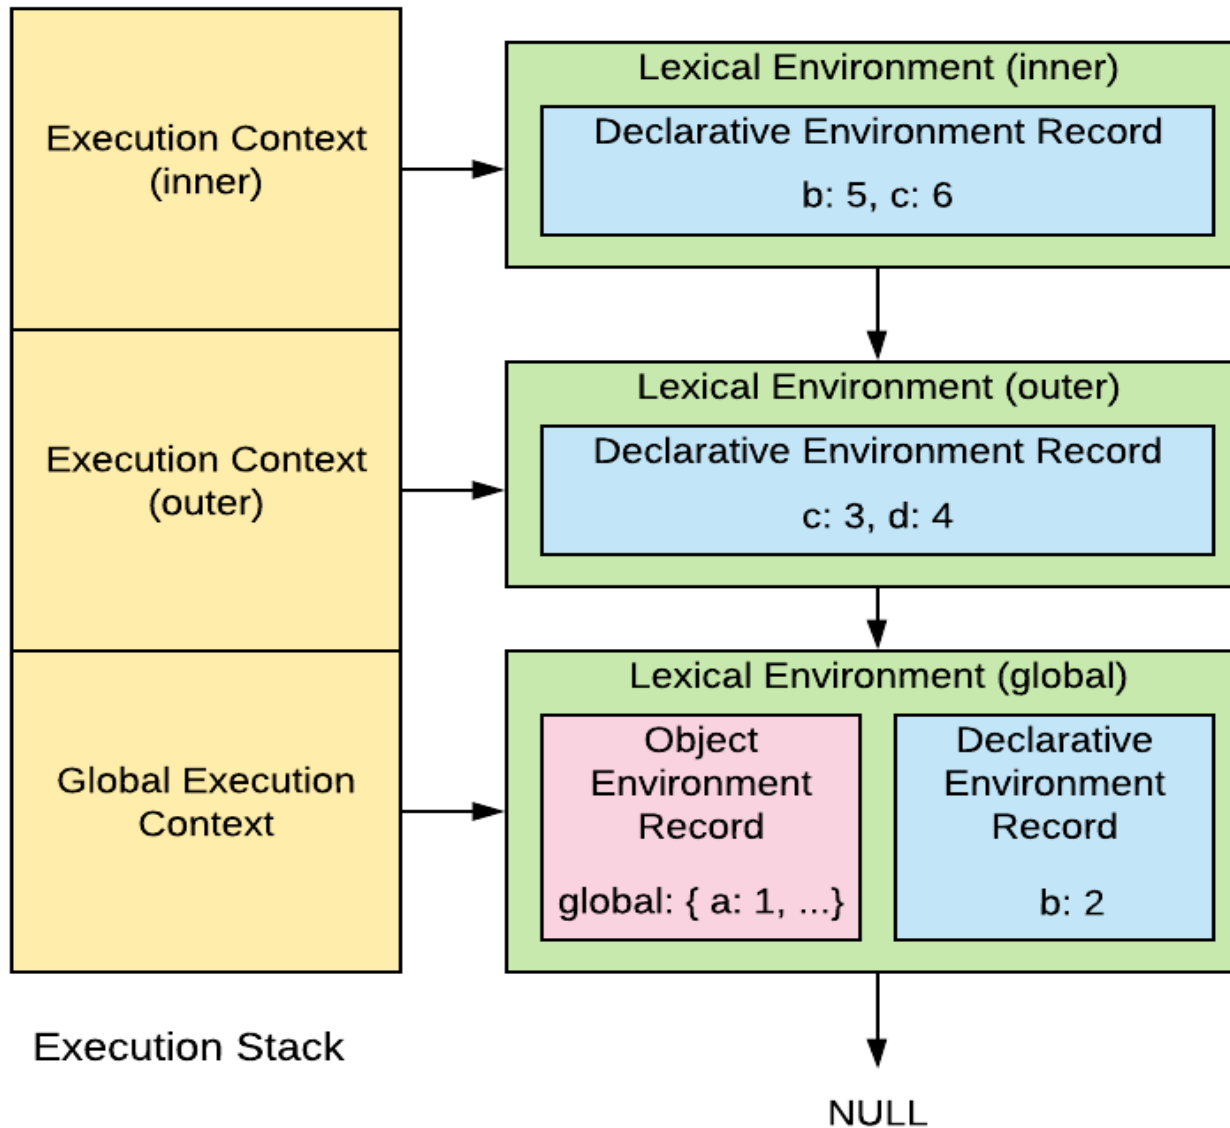 Execution Context
(inner)
Lexical Environment (inner)
Declarative Environment Record
b: 5, c: 6
Execution Context
(outer)
Lexical Environment (outer)
Declarative Environment Record
c: 3, d: 4
Global Execution
Context
Lexical Environment (global)
Object
Environment
Record
global: { a: 1, ...}
Declarative
Environment
Record
b: 2
Execution Stack
NULL